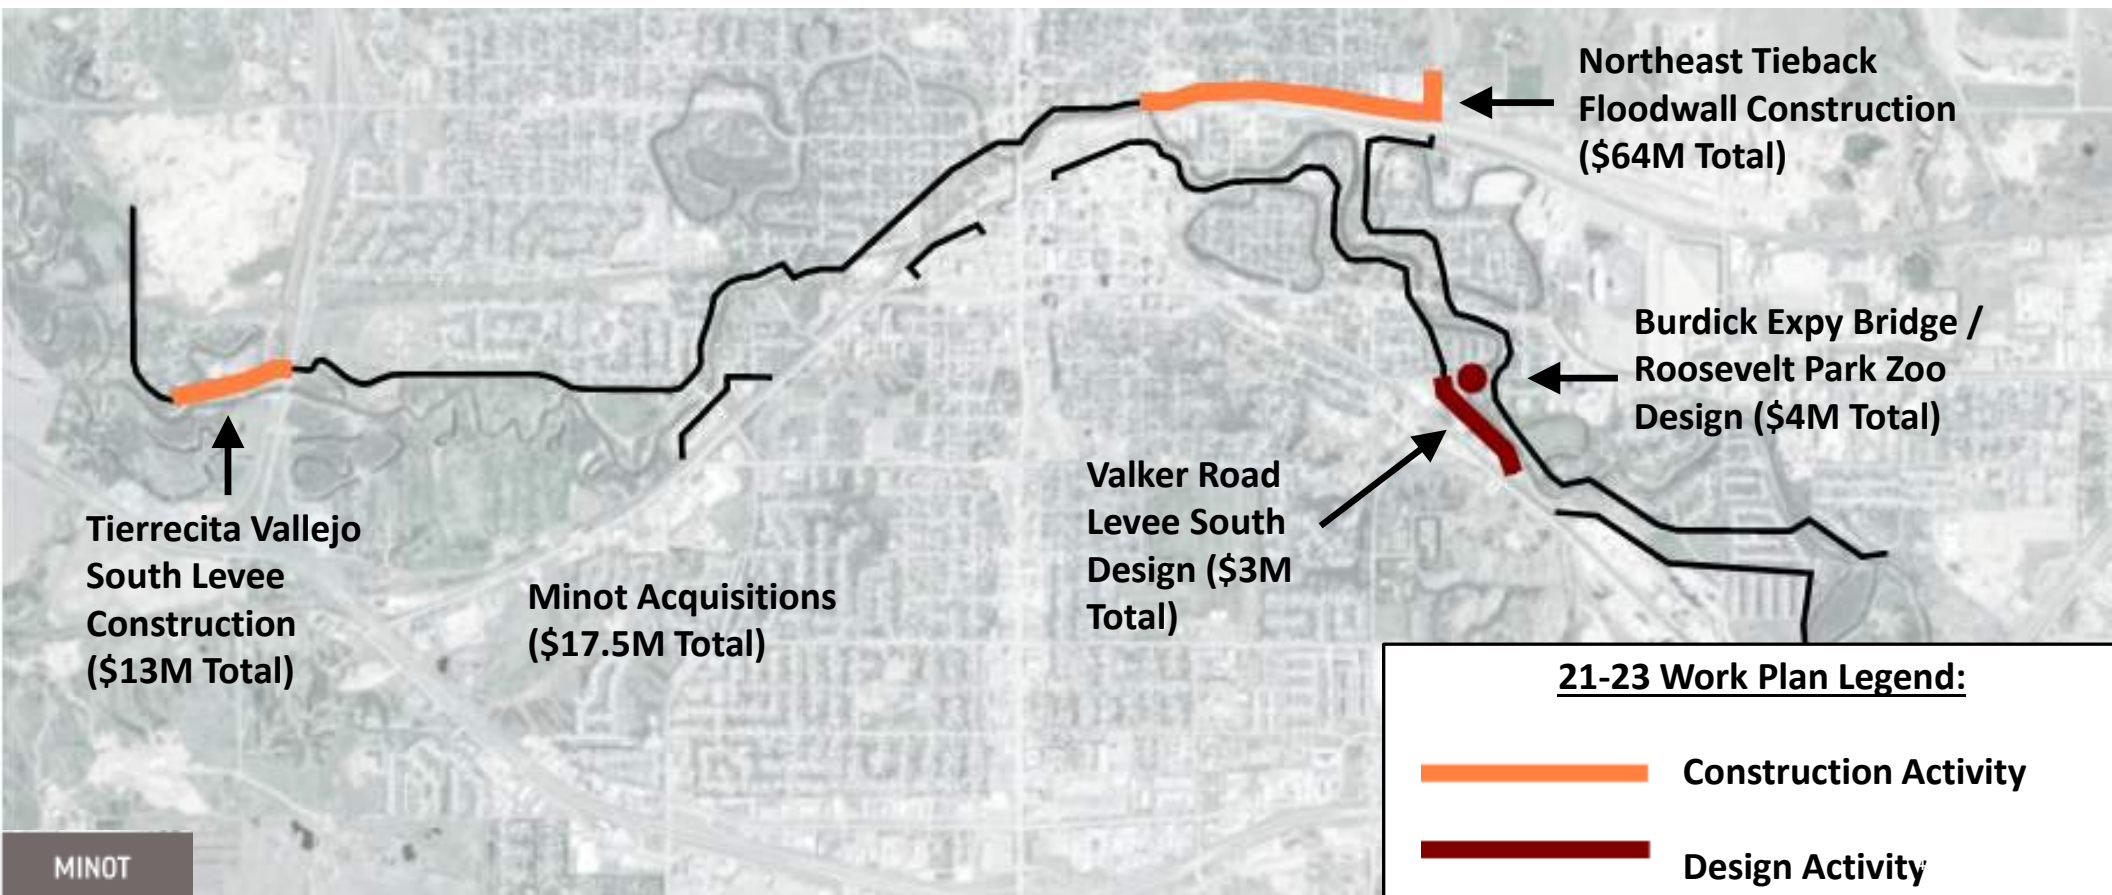 Northeast Tieback
Floodwall Construction
($64M Total)
Burdick Expy Bridge /
Roosevelt Park Zoo
Design ($4M Total)
Valker Road
Levee South
Design ($3M
Total)
Tierrecita Vallejo
South Levee
Construction
($13M Total)
Minot Acquisitions
($17.5M Total)
21-23 Work Plan Legend:
Construction Activity
Design Activity
MINOT